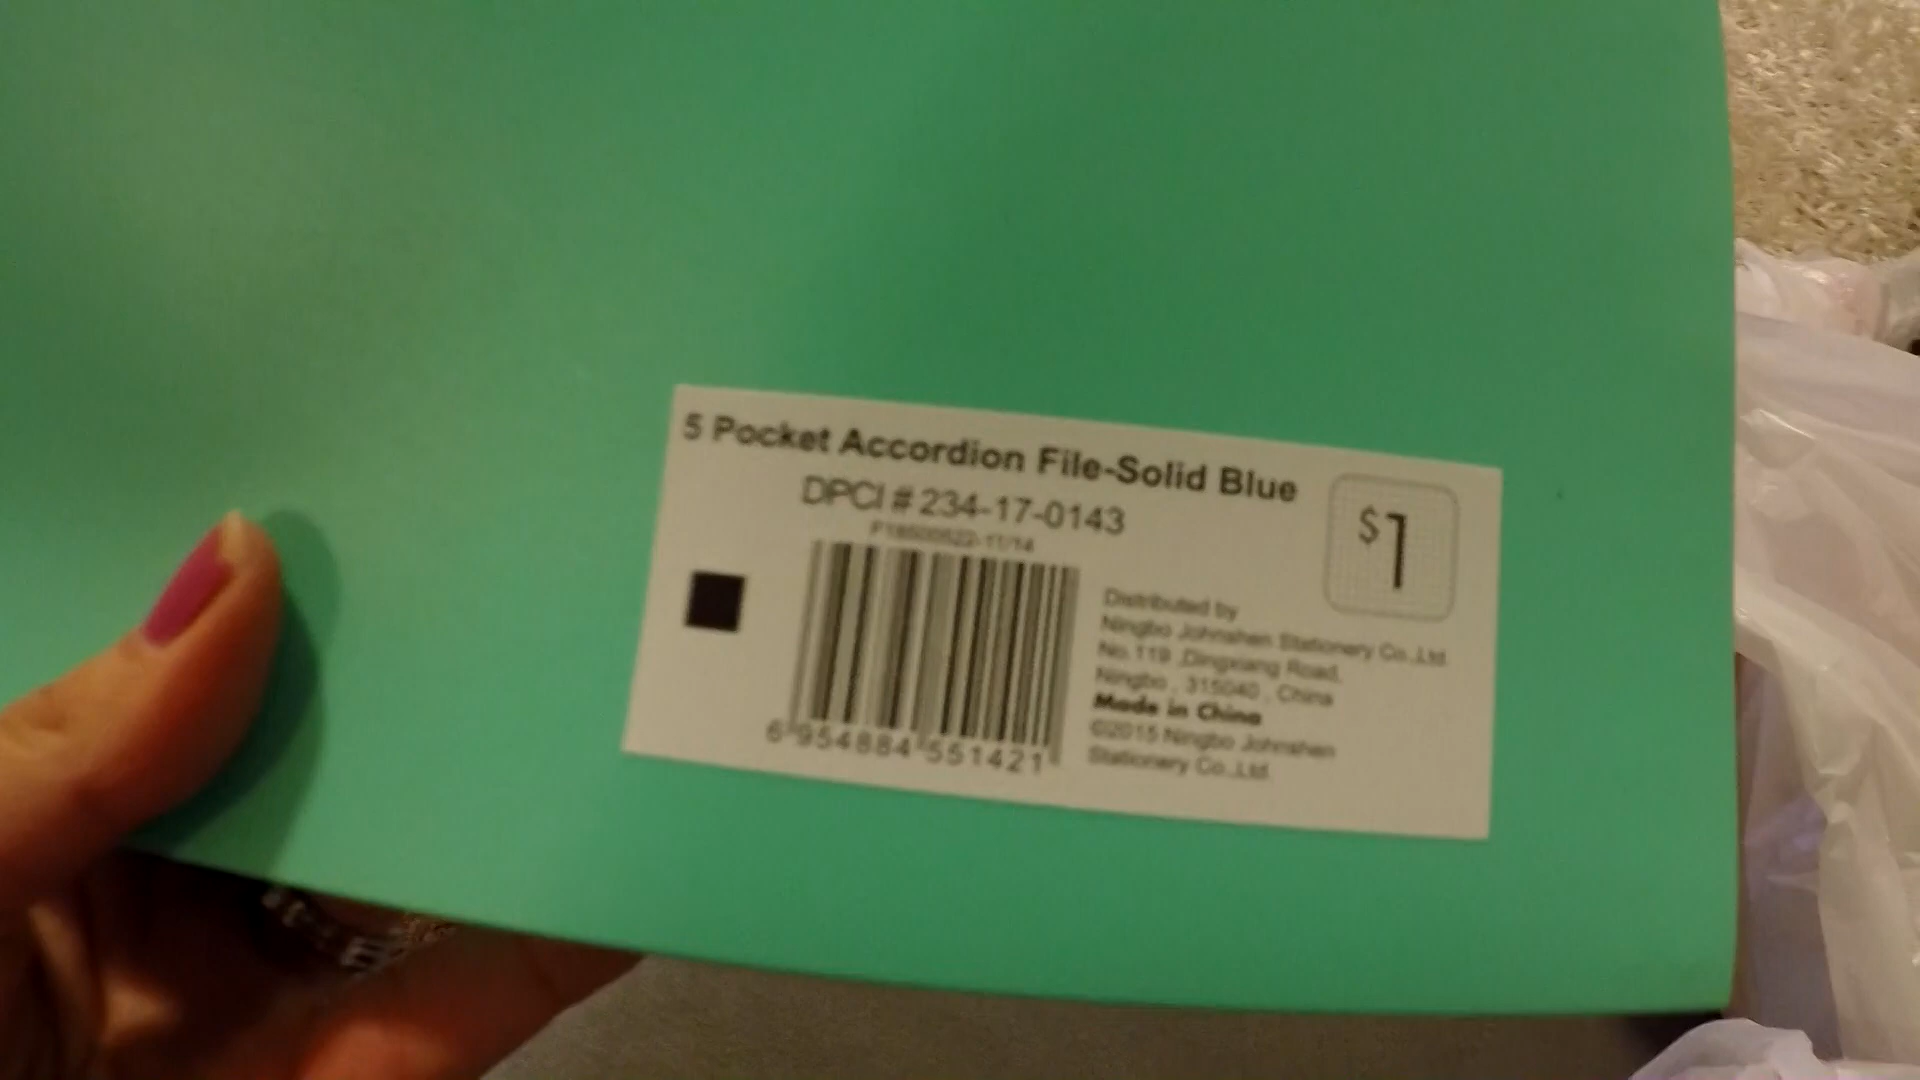 5 Pocket Accordion File-Solid Blue
DPCI # 234-17-0143
$1
6 954884 551421
Distributed by
Ningbo Johnshen Stationery Co.,Ltd.
No.119 ,Dingxiang Road,
Ningbo , 315040 , China
Made in China
©2015 Ningbo Johnshen
Stationery Co.,Ltd.